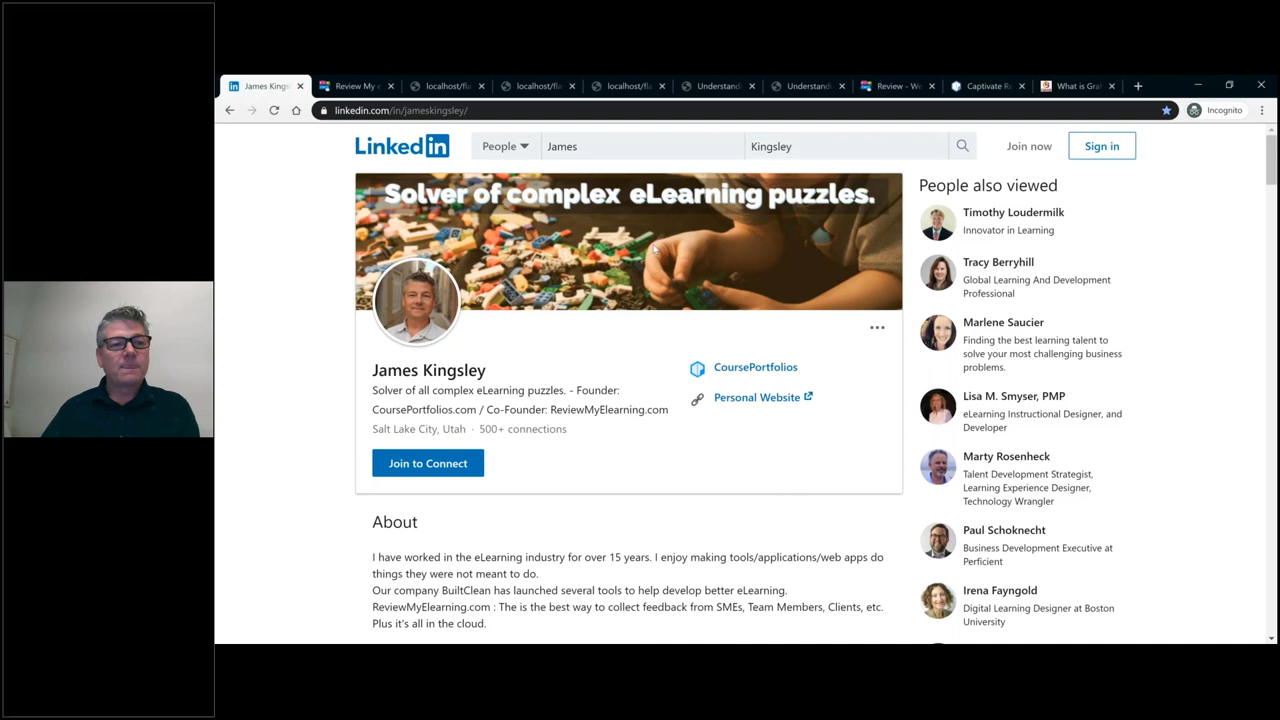 James Kings
Review My e
localhost/fla
localhost/fla
localhost/fla
Understand
Understand
Review - We
Captivate R
What is Gra
linkedin.com/in/jameskingsley/
Incognito
Linkedin
People
James
Kingsley
Join now
Sign in
Solver of complex eLearning puzzles.
James Kingsley
Solver of all complex eLearning puzzles. - Founder:
CoursePortfolios.com / Co-Founder: ReviewMyElearning.com
Salt Lake City, Utah · 500+ connections
CoursePortfolios
Personal Website
Join to Connect
About
I have worked in the eLearning industry for over 15 years. I enjoy making tools/applications/web apps do
things they were not meant to do.
Our company BuiltClean has launched several tools to help develop better eLearning.
ReviewMyElearning.com : The is the best way to collect feedback from SMEs, Team Members, Clients, etc.
Plus it's all in the cloud.
People also viewed
Timothy Loudermilk
Innovator in Learning
Tracy Berryhill
Global Learning And Development
Professional
Marlene Saucier
Finding the best learning talent to
solve your most challenging business
problems.
Lisa M. Smyser, PMP
eLearning Instructional Designer, and
Developer
Marty Rosenheck
Talent Development Strategist,
Learning Experience Designer,
Technology Wrangler
Paul Schoknecht
Business Development Executive at
Perficient
Irena Fayngold
Digital Learning Designer at Boston
University